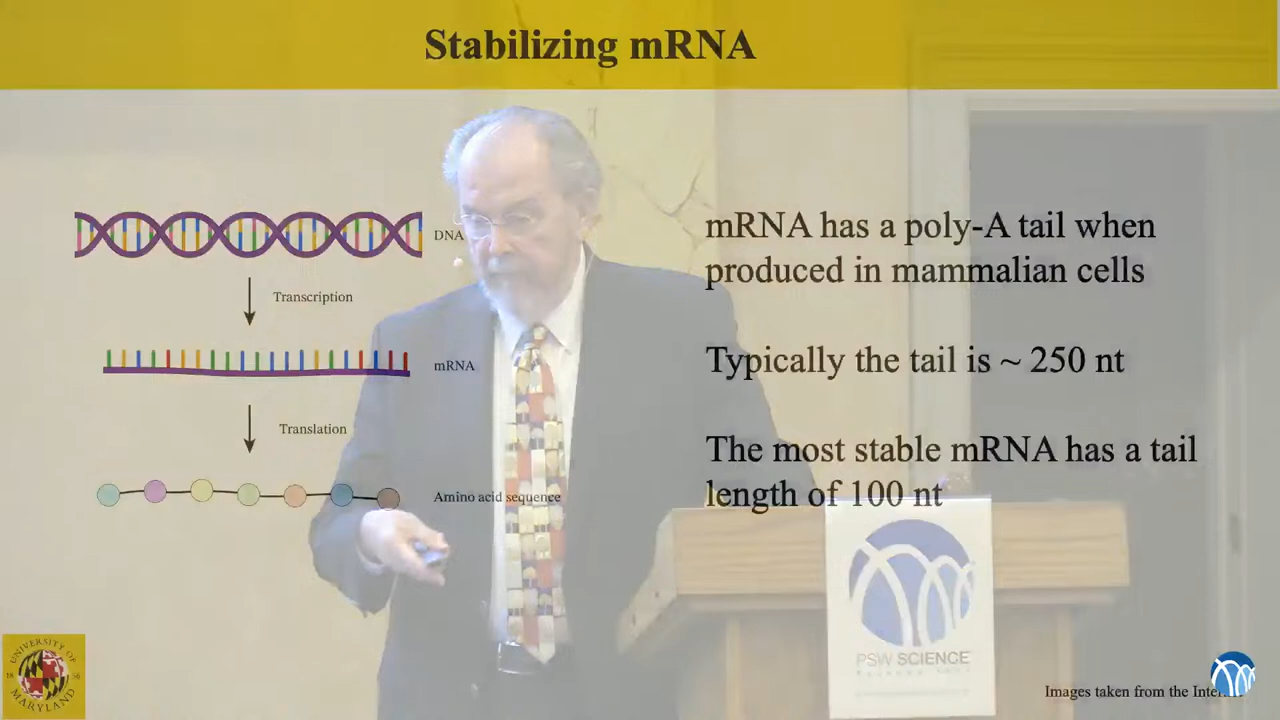 Stabilizing mRNA
DNA
Transcription
mRNA
Translation
Amino acid sequence
mRNA has a poly-A tail when
produced in mammalian cells
Typically the tail is ~ 250 nt
The most stable mRNA has a tail
length of 100 nt
PSW SCIENCE
UNIVERSITY OF
18 56
MARYLAND
Images taken from the